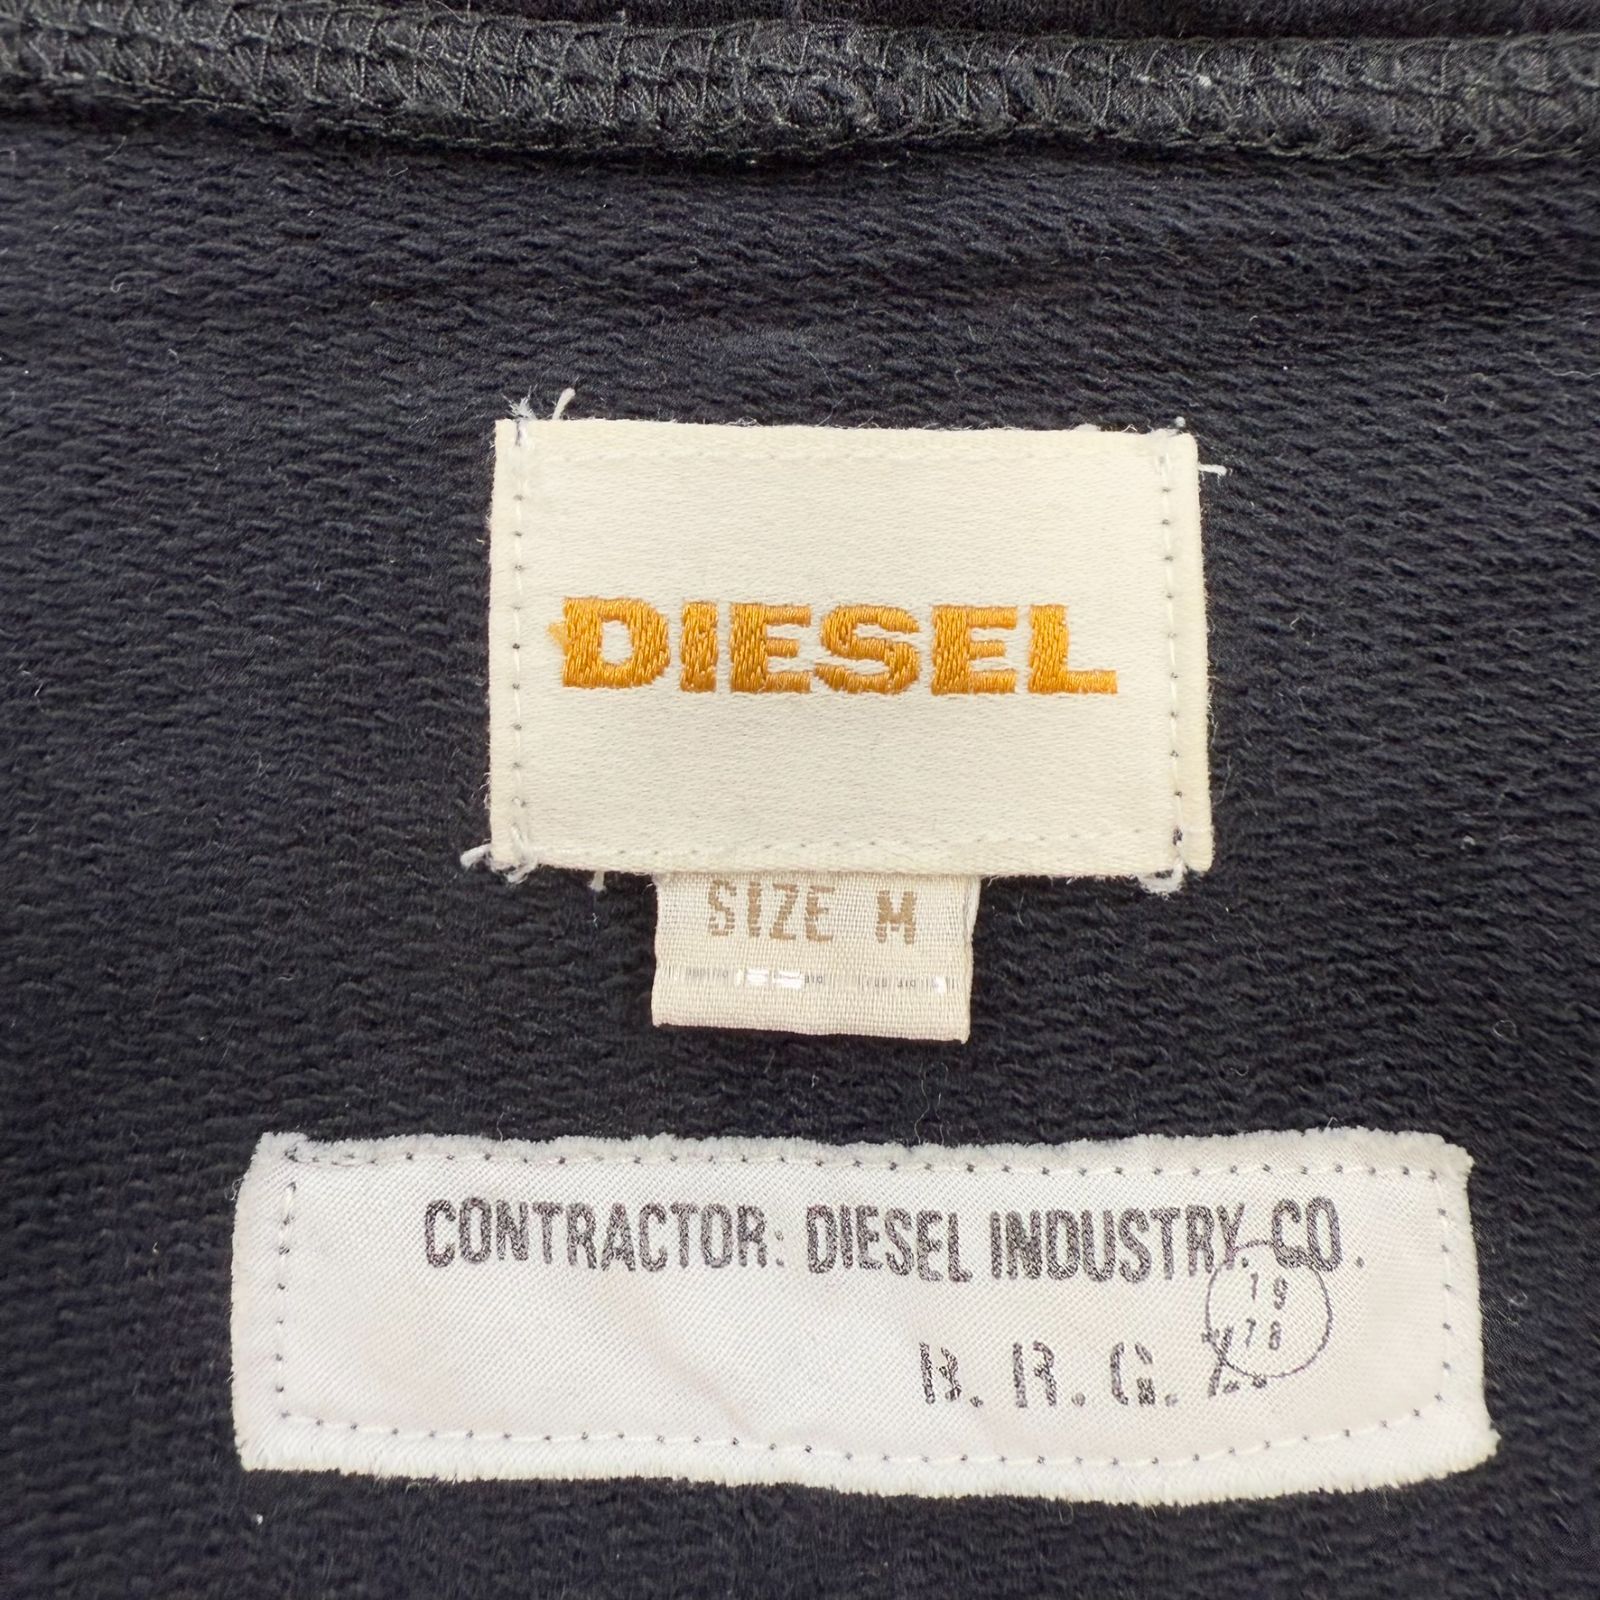 DIESEL
SIZE M
CONTRACTOR: DIESEL INDUSTRY. CO.
19
78